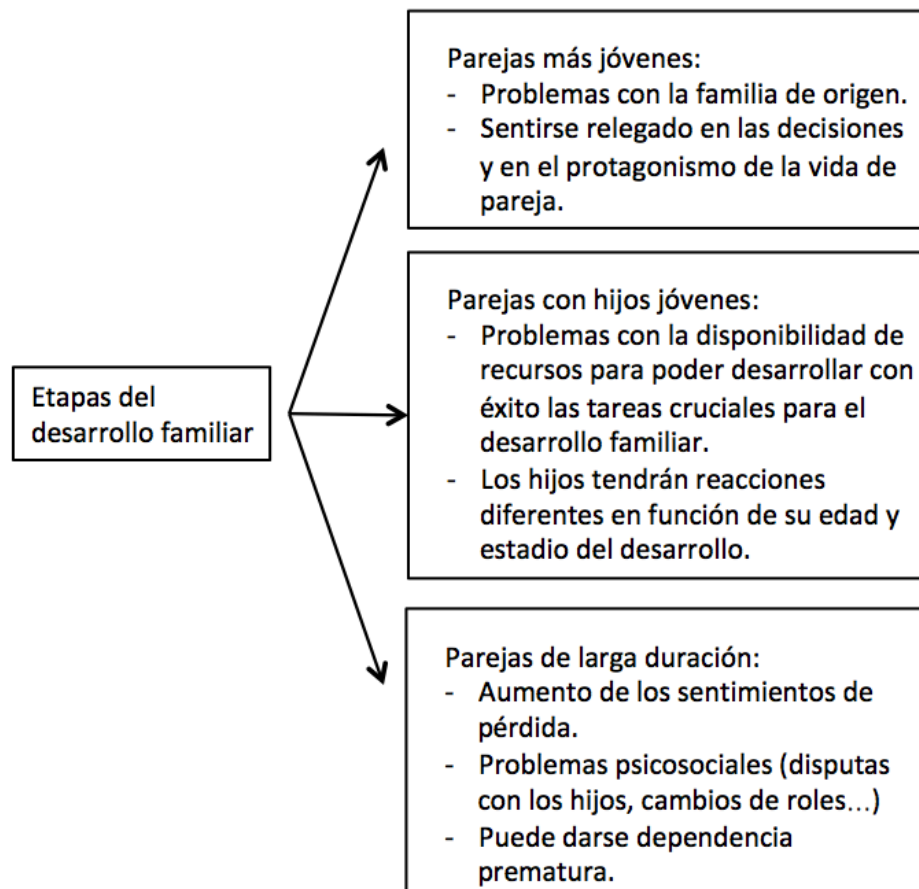 Parejas más jóvenes:
- Problemas con la familia de origen.
- Sentirse relegado en las decisiones
y en el protagonismo de la vida de
pareja.
Etapas del
desarrollo familiar
Parejas con hijos jóvenes:
- Problemas con la disponibilidad de
recursos para poder desarrollar con
éxito las tareas cruciales para el
desarrollo familiar.
- Los hijos tendrán reacciones
diferentes en función de su edad y
estadio del desarrollo.
Parejas de larga duración:
- Aumento de los sentimientos de
pérdida.
- Problemas psicosociales (disputas
con los hijos, cambios de roles...)
- Puede darse dependencia
prematura.